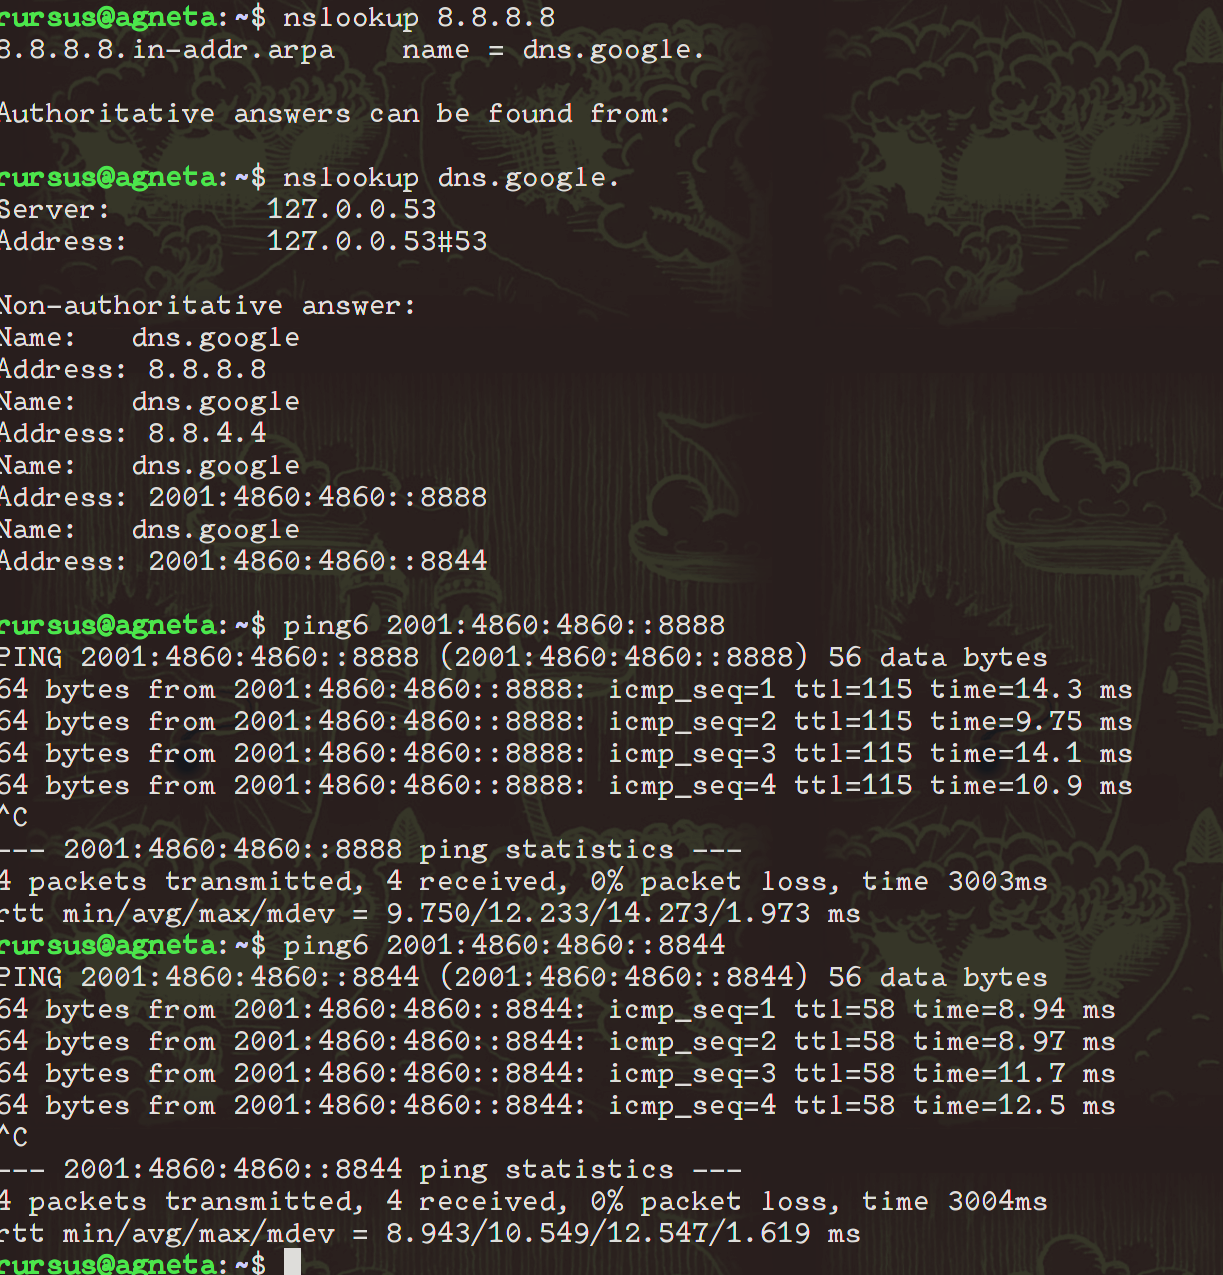 rursus@agneta:~$ nslookup 8.8.8.8
8.8.8.8.in-addr.arpa    name = dns.google.

Authoritative answers can be found from:

rursus@agneta:~$ nslookup dns.google.
Server:         127.0.0.53
Address:        127.0.0.53#53

Non-authoritative answer:
Name:   dns.google
Address: 8.8.8.8
Name:   dns.google
Address: 8.8.4.4
Name:   dns.google
Address: 2001:4860:4860::8888
Name:   dns.google
Address: 2001:4860:4860::8844

rursus@agneta:~$ ping6 2001:4860:4860::8888
PING 2001:4860:4860::8888 (2001:4860:4860::8888) 56 data bytes
64 bytes from 2001:4860:4860::8888: icmp_seq=1 ttl=115 time=14.3 ms
64 bytes from 2001:4860:4860::8888: icmp_seq=2 ttl=115 time=9.75 ms
64 bytes from 2001:4860:4860::8888: icmp_seq=3 ttl=115 time=14.1 ms
64 bytes from 2001:4860:4860::8888: icmp_seq=4 ttl=115 time=10.9 ms
^C
--- 2001:4860:4860::8888 ping statistics ---
4 packets transmitted, 4 received, 0% packet loss, time 3003ms
rtt min/avg/max/mdev = 9.750/12.233/14.273/1.973 ms
rursus@agneta:~$ ping6 2001:4860:4860::8844
PING 2001:4860:4860::8844 (2001:4860:4860::8844) 56 data bytes
64 bytes from 2001:4860:4860::8844: icmp_seq=1 ttl=58 time=8.94 ms
64 bytes from 2001:4860:4860::8844: icmp_seq=2 ttl=58 time=8.97 ms
64 bytes from 2001:4860:4860::8844: icmp_seq=3 ttl=58 time=11.7 ms
64 bytes from 2001:4860:4860::8844: icmp_seq=4 ttl=58 time=12.5 ms
^C
--- 2001:4860:4860::8844 ping statistics ---
4 packets transmitted, 4 received, 0% packet loss, time 3004ms
rtt min/avg/max/mdev = 8.943/10.549/12.547/1.619 ms
rursus@agneta:~$